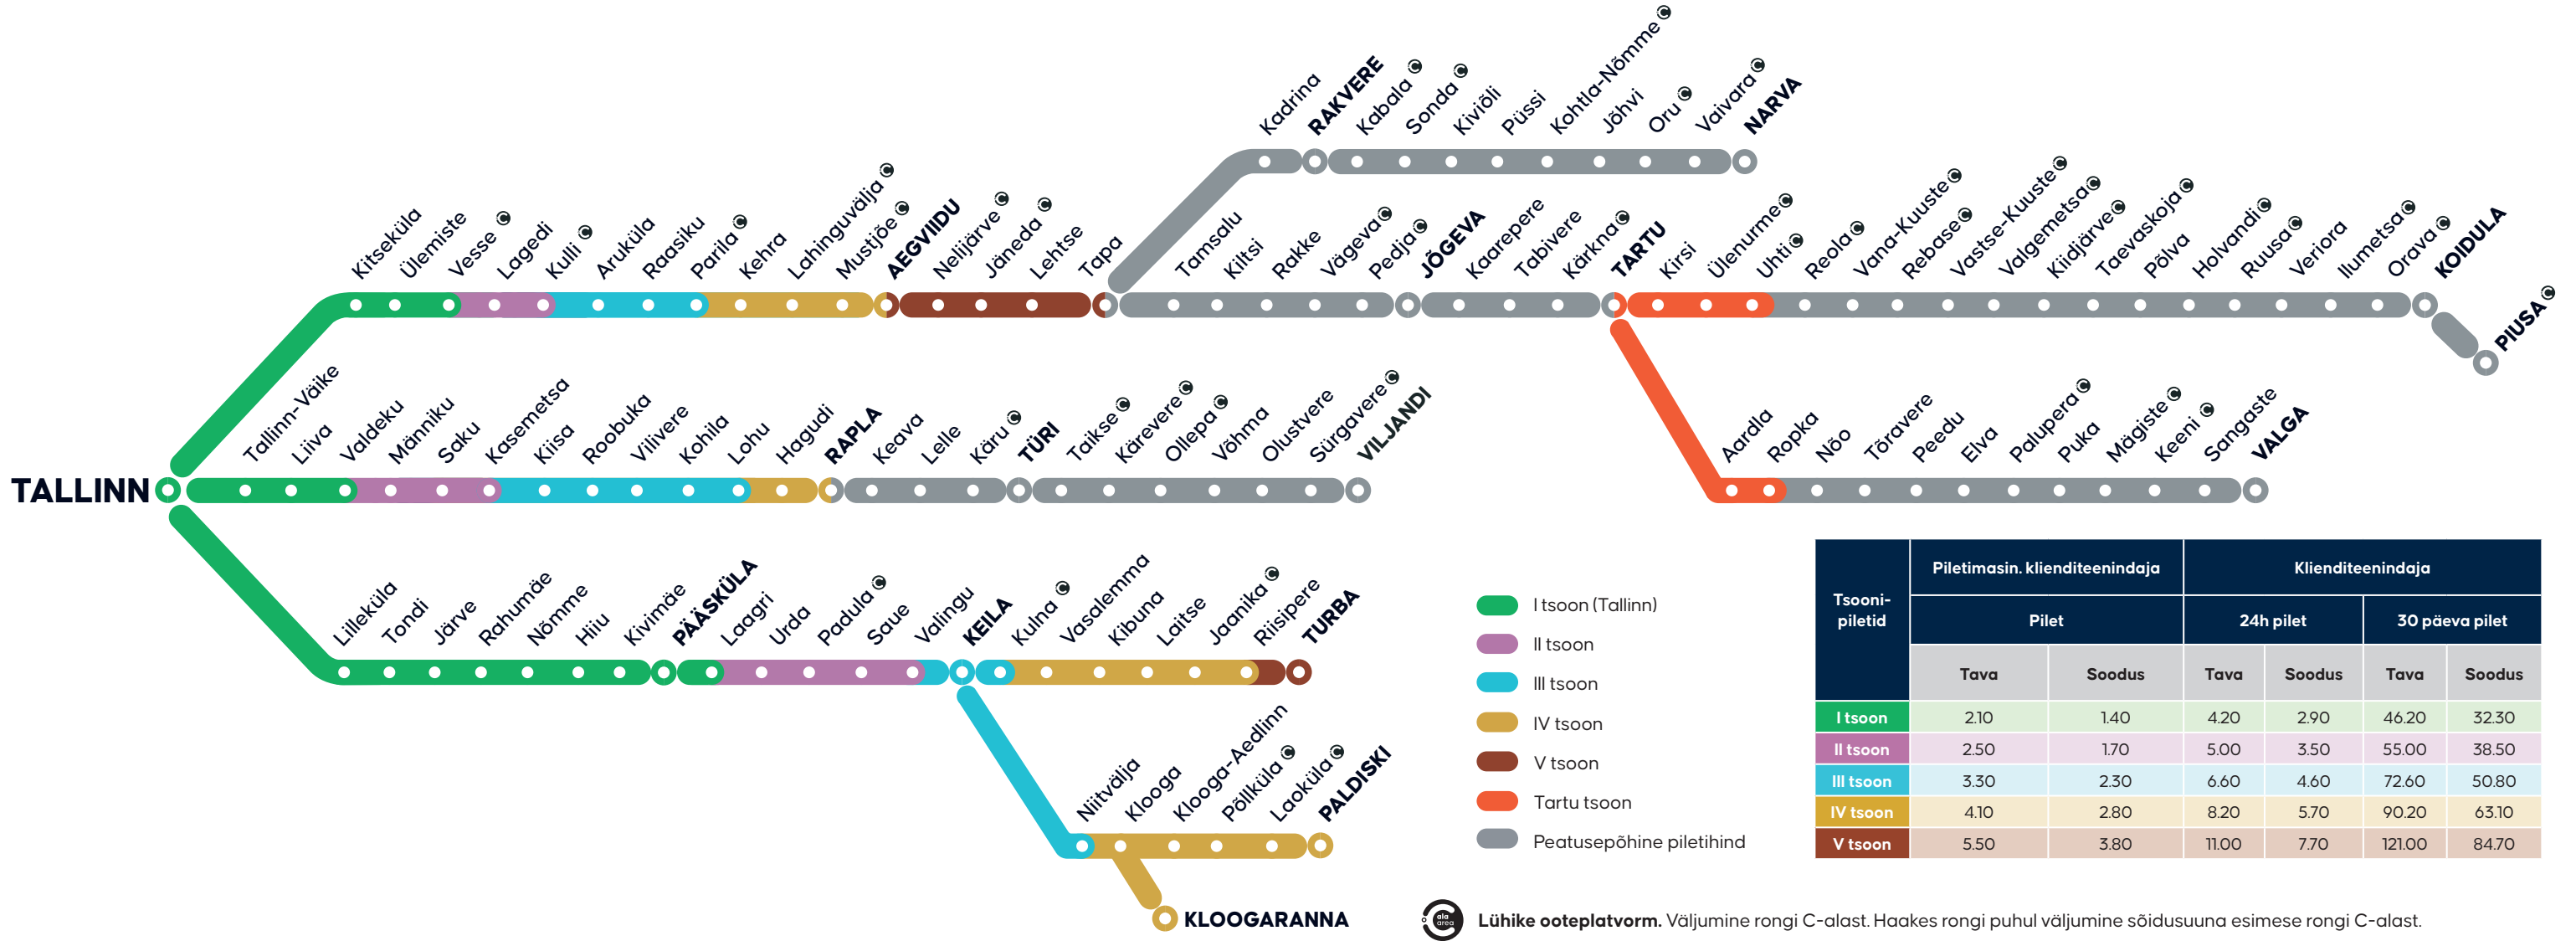 Kadrina
RAKVERE
Kabala C
Sonda C
Kiviõli
Püssi
Kohtla-Nõmme C
Jõhvi
Oru C
Vaivara C
NARVA
Kitseküla
Ülemiste
Vesse C
Lagedi
Kulli C
Aruküla
Raasiku
Parila C
Kehra
Lahinguvälja C
Mustjõe C
AEGVIIDU
Nelijärve C
Jäneda C
Lehtse
Tapa
Tamsalu
Kiltsi
Rakke
Vägeva C
Pedja C
JÕGEVA
Kaarepere
Tabivere
Kärkna C
TARTU
Kirsi
Ülenurme C
Uhti C
Reola C
Vana-Kuuste C
Rebase C
Vastse-Kuuste C
Valgemetsa C
Kiidjärve C
Taevaskoja C
Põlva
Holvandi C
Ruusa C
Veriora
Ilumetsa C
Orava C
KOIDULA
PIUSA C
TALLINN
Tallinn-Väike
Liiva
Valdeku
Männiku
Saku
Kasemetsa
Kiisa
Roobuka
Vilivere
Kohila
Lohu
Hagudi
RAPLA
Keava
Lelle
Käru C
TÜRI
Taikse C
Kärevere C
Ollepa C
Võhma
Olustvere
Sürgavere C
VILJANDI
Aardla
Ropka
Nõo
Tõravere
Peedu
Elva
Palupera C
Puka
Mägiste C
Keeni C
Sangaste
VALGA
Lilleküla
Tondi
Järve
Rahumäe
Nõmme
Hiiu
Kivimäe
PÄÄSKÜLA
Laagri
Urda
Padula C
Saue
Valingu
KEILA
Kulna C
Vasalemma
Kibuna
Laitse
Jaanika C
Riisipere
TURBA
Niitvälja
Klooga
Klooga-Aedlinn
Põllküla C
Laoküla C
PALDISKI
KLOOGARANNA
I tsoon (Tallinn)
II tsoon
III tsoon
IV tsoon
V tsoon
Tartu tsoon
Peatusepõhine piletihind
Tsooni-
piletid
Piletimasin. klienditeenindaja Klienditeenindaja
Pilet 24h pilet 30 päeva pilet
Tava Soodus Tava Soodus Tava Soodus
I tsoon 2.10 1.40 4.20 2.90 46.20 32.30
II tsoon 2.50 1.70 5.00 3.50 55.00 38.50
III tsoon 3.30 2.30 6.60 4.60 72.60 50.80
IV tsoon 4.10 2.80 8.20 5.70 90.20 63.10
V tsoon 5.50 3.80 11.00 7.70 121.00 84.70
C ala
area
Lühike ooteplatvorm. Väljumine rongi C-alast. Haakes rongi puhul väljumine sõidusuuna esimese rongi C-alast.